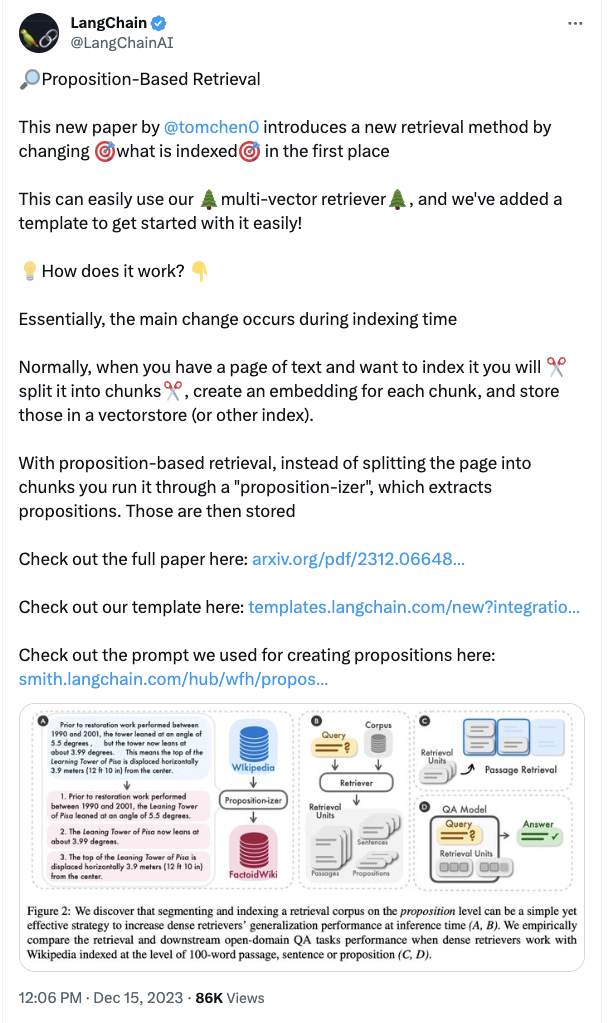 LangChain
@LangChainAI
🔎Proposition-Based Retrieval
This new paper by @tomchen0 introduces a new retrieval method by
changing 🎯what is indexed🎯 in the first place
This can easily use our 🌲multi-vector retriever🌲, and we've added a
template to get started with it easily!
💡How does it work? 👇
Essentially, the main change occurs during indexing time
Normally, when you have a page of text and want to index it you will ✂️
split it into chunks✂️, create an embedding for each chunk, and store
those in a vectorstore (or other index).
With proposition-based retrieval, instead of splitting the page into
chunks you run it through a "proposition-izer", which extracts
propositions. Those are then stored
Check out the full paper here: arxiv.org/pdf/2312.06648…
Check out our template here: templates.langchain.com/new?integratio…
Check out the prompt we used for creating propositions here:
smith.langchain.com/hub/wfh/propos…
A
Prior to restoration work performed between
1990 and 2001, the tower leaned at an angle of
5.5 degrees , but the tower now leans at
about 3.99 degrees. This means the top of the
Learning Tower of Pisa is displaced horizontally
3.9 meters (12 ft 10 in) from the center.
1. Prior to restoration work performed
between 1990 and 2001, the Leaning Tower
of Pisa leaned at an angle of 5.5 degrees.
2. The Leaning Tower of Pisa now leans at
about 3.99 degrees.
3. The top of the Leaning Tower of Pisa is
displaced horizontally 3.9 meters (12 ft 10 in)
from the center.
Wikipedia
Proposition-izer
FactoidWiki
B
Query
?
Corpus
Retriever
Retrieval
Units
Sentences
Passages
Propositions
C
Retrieval
Units
Passage Retrieval
D
QA Model
Query
?
Retrieval Units
Answer
Figure 2: We discover that segmenting and indexing a retrieval corpus on the proposition level can be a simple yet
effective strategy to increase dense retrievers' generalization performance at inference time (A, B). We empirically
compare the retrieval and downstream open-domain QA tasks performance when dense retrievers work with
Wikipedia indexed at the level of 100-word passage, sentence or proposition (C, D).
12:06 PM · Dec 15, 2023 · 86K Views